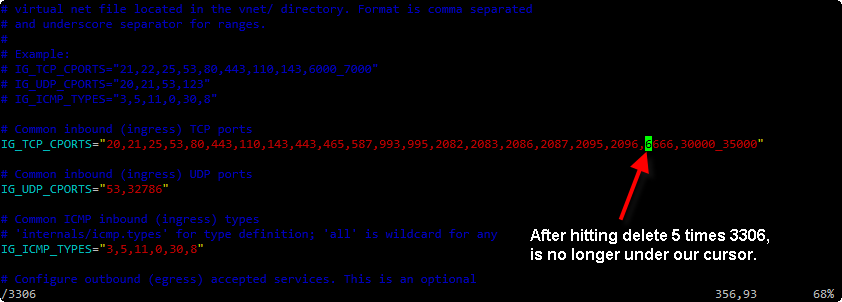 # virtual net file located in the vnet/ directory. Format is comma separated
# and underscore separator for ranges.
#
# Example:
# IG_TCP_CPORTS="21,22,25,53,80,443,110,143,6000_7000"
# IG_UDP_CPORTS="20,21,53,123"
# IG_ICMP_TYPES="3,5,11,0,30,8"
# Common inbound (ingress) TCP ports
IG_TCP_CPORTS="20,21,25,53,80,443,110,143,443,465,587,993,995,2082,2083,2086,2087,2095,2096,6666,30000_35000"
# Common inbound (ingress) UDP ports
IG_UDP_CPORTS="53,32786"
# Common ICMP inbound (ingress) types
# 'internals/icmp.types' for type definition; 'all' is wildcard for any
IG_ICMP_TYPES="3,5,11,0,30,8"
After hitting delete 5 times 3306,
is no longer under our cursor.
# Configure outbound (egress) accepted services. This is an optional
/3306 356,93 68%